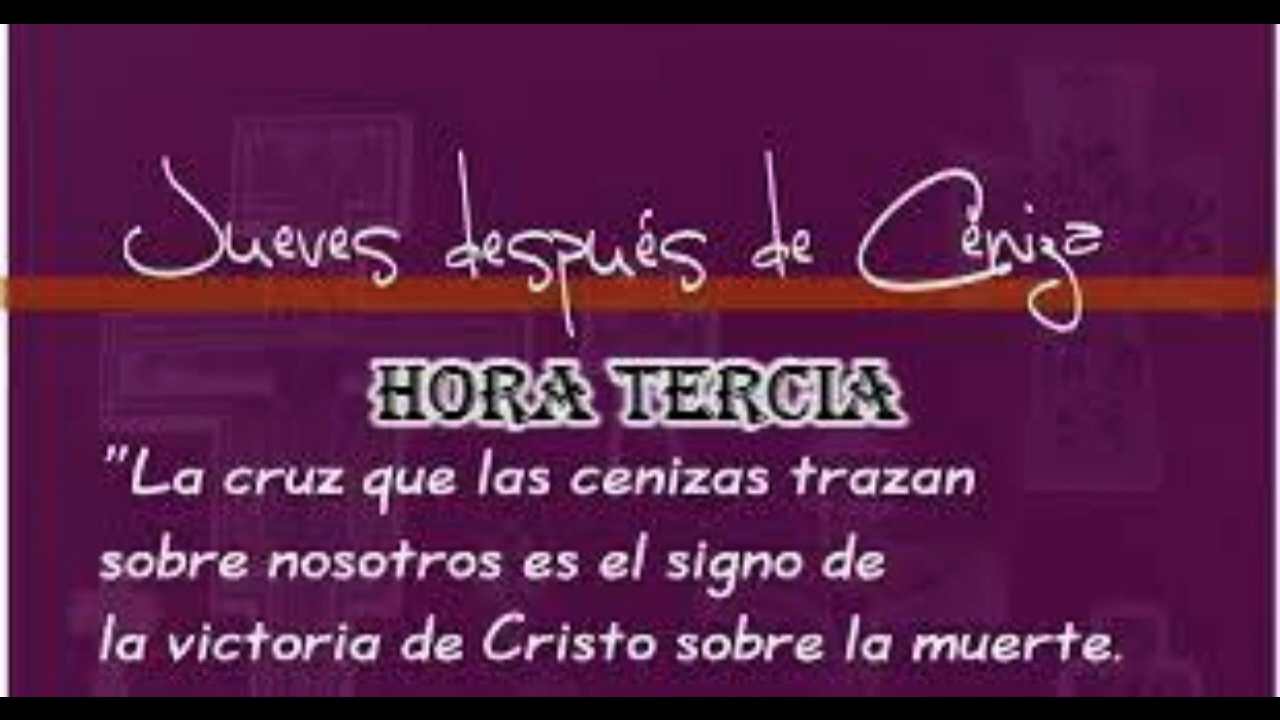 Jueves después de Ceniza
HORA TERCIA
"La cruz que las cenizas trazan
sobre nosotros es el signo de
la victoria de Cristo sobre la muerte.